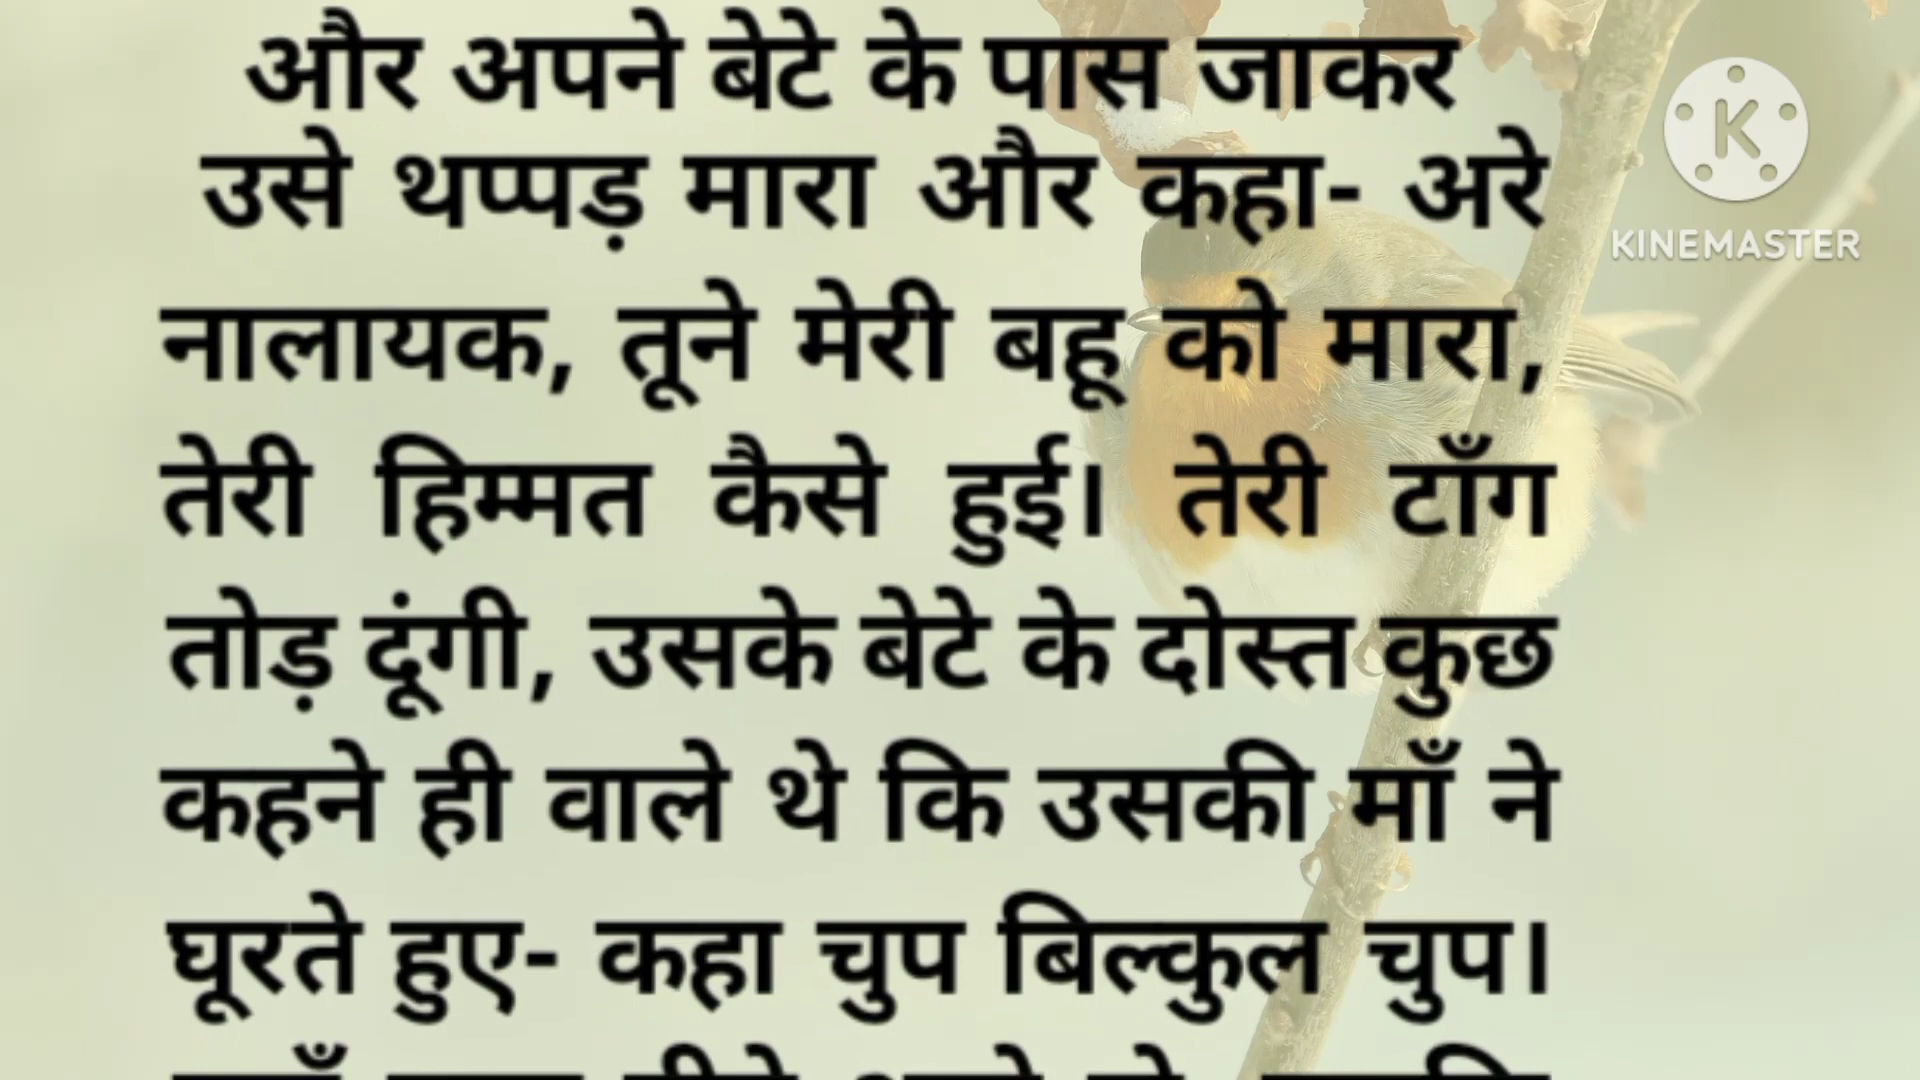 और अपने बेटे के पास जाकर
उसे थप्पड़ मारा और कहा- अरे
नालायक, तूने मेरी बहू को मारा,
तेरी हिम्मत कैसे हुई। तेरी टाँग
तोड़ दूंगी, उसके बेटे के दोस्त कुछ
कहने ही वाले थे कि उसकी माँ ने
घूरते हुए- कहा चुप बिल्कुल चुप।
K
KINEMASTER